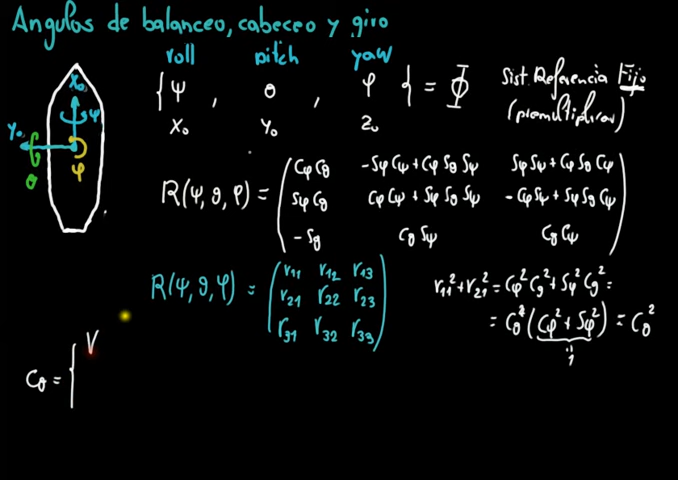 Angulos de balanceo, cabeceo y giro
roll pitch yaw
{ψ, θ, φ} = Φ
X₀ Y₀ Z₀
Sist. Referencia Fijo
(premultiplicar)
X₀
ψ
Y₀
θ
φ
R(ψ, θ, φ) = ( CφCθ -SφCψ + CφSθSψ SφSψ + CφSθCψ
SφCθ CφCψ + SφSθSψ -CφSψ + SφSθCψ
-Sθ CθSψ CθCψ )
R(ψ, θ, φ) = ( r₁₁ r₁₂ r₁₃
r₂₁ r₂₂ r₂₃
r₃₁ r₃₂ r₃₃ )
r₁₁² + r₂₁² = Cφ²Cθ² + Sφ²Cθ² =
= Cθ²(Cφ² + Sφ²) = Cθ²
1
Cθ = {